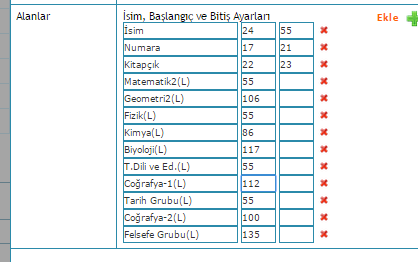 Alanlar İsim, Başlangıç ve Bitiş Ayarları Ekle
İsim 24 55
Numara 17 21
Kitapçık 22 23
Matematik2(L) 55
Geometri2(L) 106
Fizik(L) 55
Kimya(L) 86
Biyoloji(L) 117
T.Dili ve Ed.(L) 55
Coğrafya-1(L) 112
Tarih Grubu(L) 55
Coğrafya-2(L) 100
Felsefe Grubu(L) 135